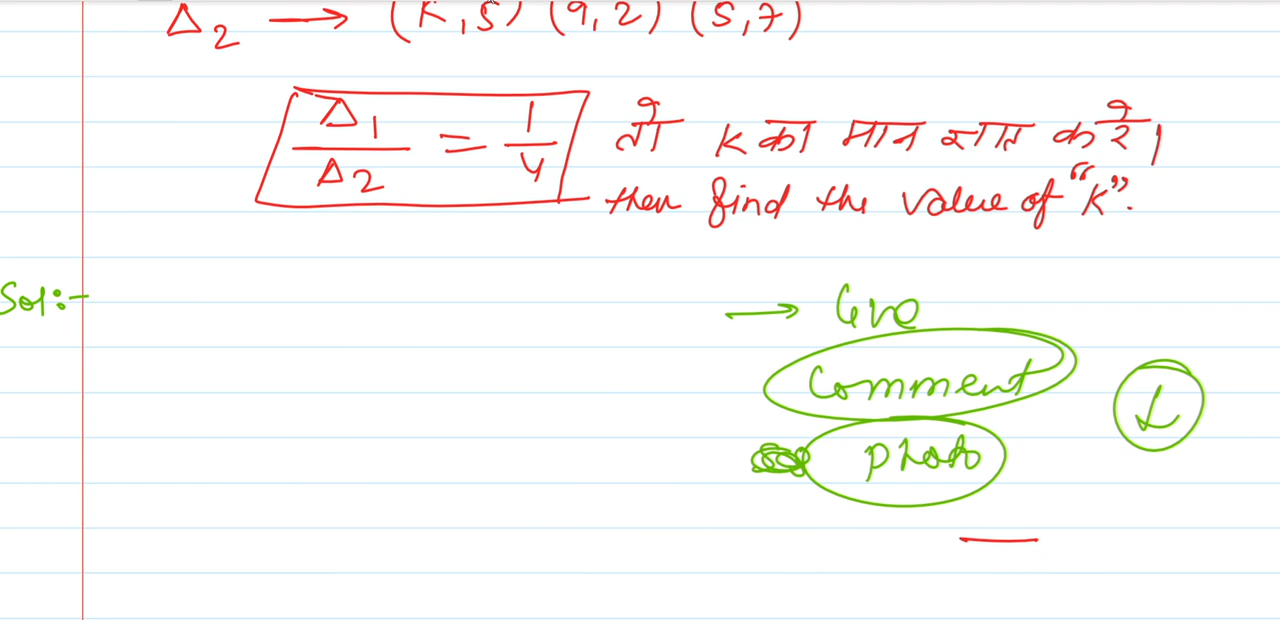 Δ2 → (K,5) (9,2) (5,7)
Δ1/Δ2 = 1/4 तो K का मान ज्ञात करें।
then find the value of "K".
Sol:-
→ Live
Comment
photo
L